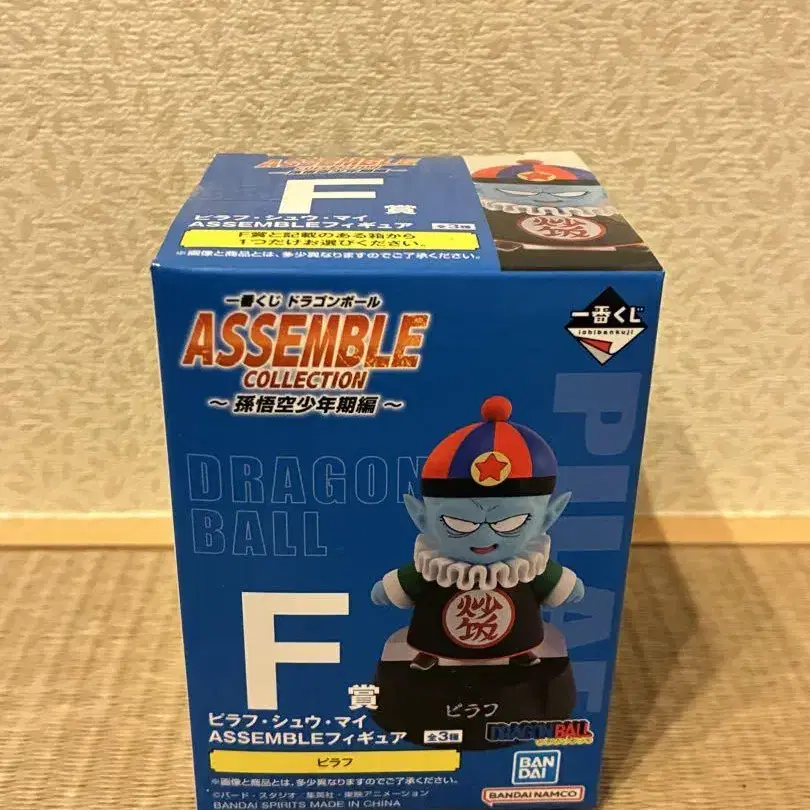 ASSEMBLE
COLLECTION
F賞
ピラフ・シュウ・マイ
ASSEMBLEフィギュア
全3種
F賞と記載のある箱から
1つだけお選びください。
※画像と商品とは、多少異なりますのでご了承ください。
一番くじ ドラゴンボール
ASSEMBLE
COLLECTION
～孫悟空少年期編～
一番くじ
ichibankuji
DRAGON
BALL
PILAF
炒飯
ピラフ
F賞
ピラフ・シュウ・マイ
ASSEMBLEフィギュア
全3種
ピラフ
DRAGONBALL
※画像と商品とは、多少異なりますのでご了承ください。
©バード・スタジオ/集英社・東映アニメーション
BANDAI SPIRITS MADE IN CHINA
BAN
DAI
BANDAI NAMCO